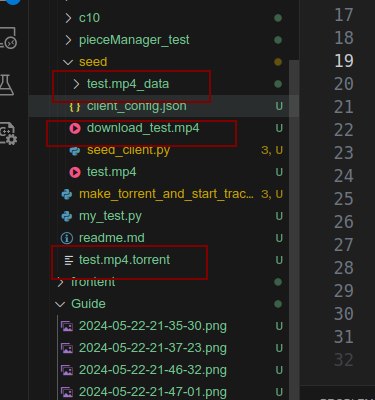 c10
pieceManager_test
seed
test.mp4_data
{} client_config.json U
download_test.mp4 U
seed_client.py 3, U
test.mp4 U
make_torrent_and_start_trac... 3, U
my_test.py U
readme.md U
test.mp4.torrent U
frontent
Guide
2024-05-22-21-35-30.png U
2024-05-22-21-37-23.png U
2024-05-22-21-46-32.png U
2024-05-22-21-47-01.png U
17
18
19
20
21
22
23
24
25
26
27
28
29
30
31
32